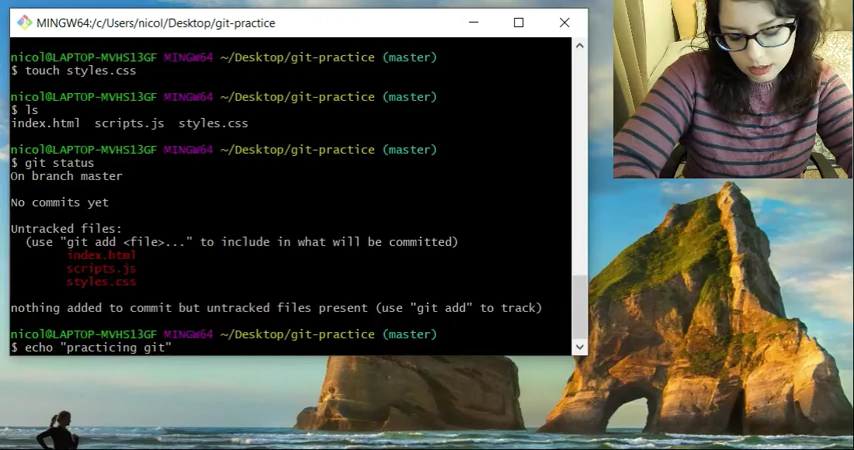 MINGW64:/c/Users/nicol/Desktop/git-practice
nicol@LAPTOP-MVHS13GF MINGW64 ~/Desktop/git-practice (master)
$ touch styles.css
nicol@LAPTOP-MVHS13GF MINGW64 ~/Desktop/git-practice (master)
$ ls
index.html scripts.js styles.css
nicol@LAPTOP-MVHS13GF MINGW64 ~/Desktop/git-practice (master)
$ git status
On branch master
No commits yet
Untracked files:
(use "git add <file>..." to include in what will be committed)
index.html
scripts.js
styles.css
nothing added to commit but untracked files present (use "git add" to track)
nicol@LAPTOP-MVHS13GF MINGW64 ~/Desktop/git-practice (master)
$ echo "practicing git"